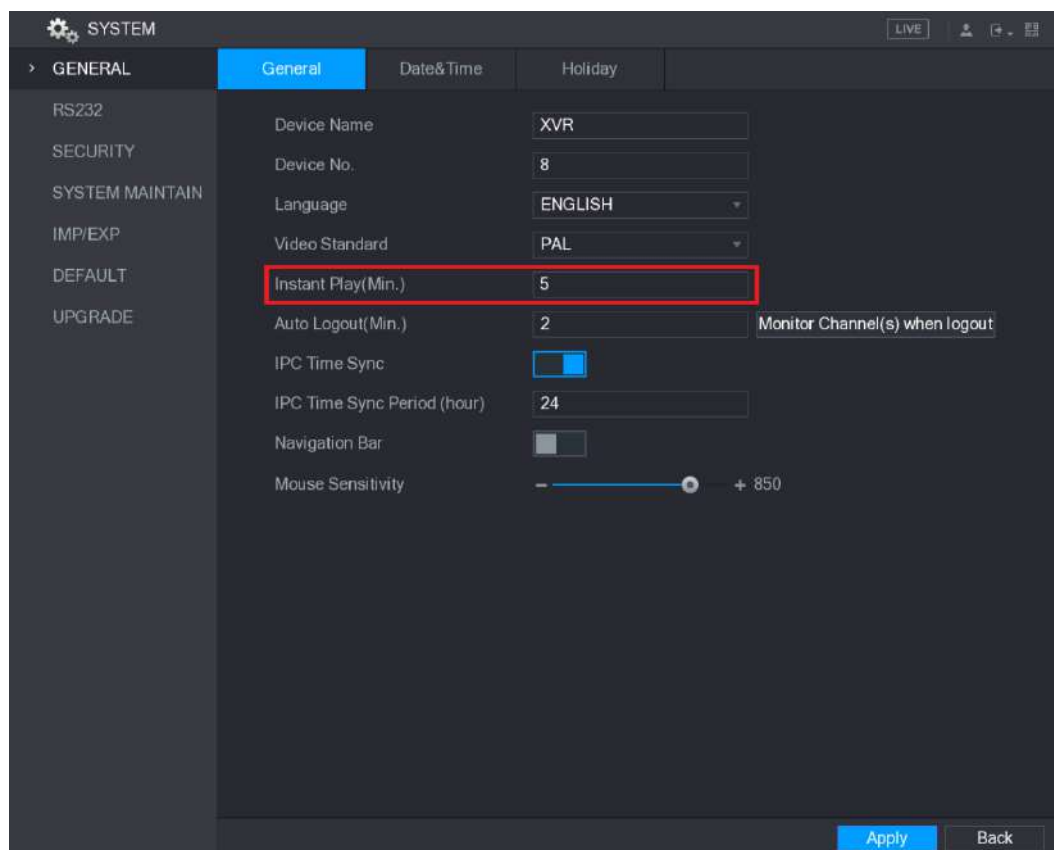 SYSTEM
LIVE
GENERAL
General Date&Time Holiday
RS232
SECURITY
SYSTEM MAINTAIN
IMP/EXP
DEFAULT
UPGRADE
Device Name XVR
Device No. 8
Language ENGLISH
Video Standard PAL
Instant Play(Min.) 5
Auto Logout(Min.) 2 Monitor Channel(s) when logout
IPC Time Sync
IPC Time Sync Period (hour) 24
Navigation Bar
Mouse Sensitivity - + 850
Apply Back